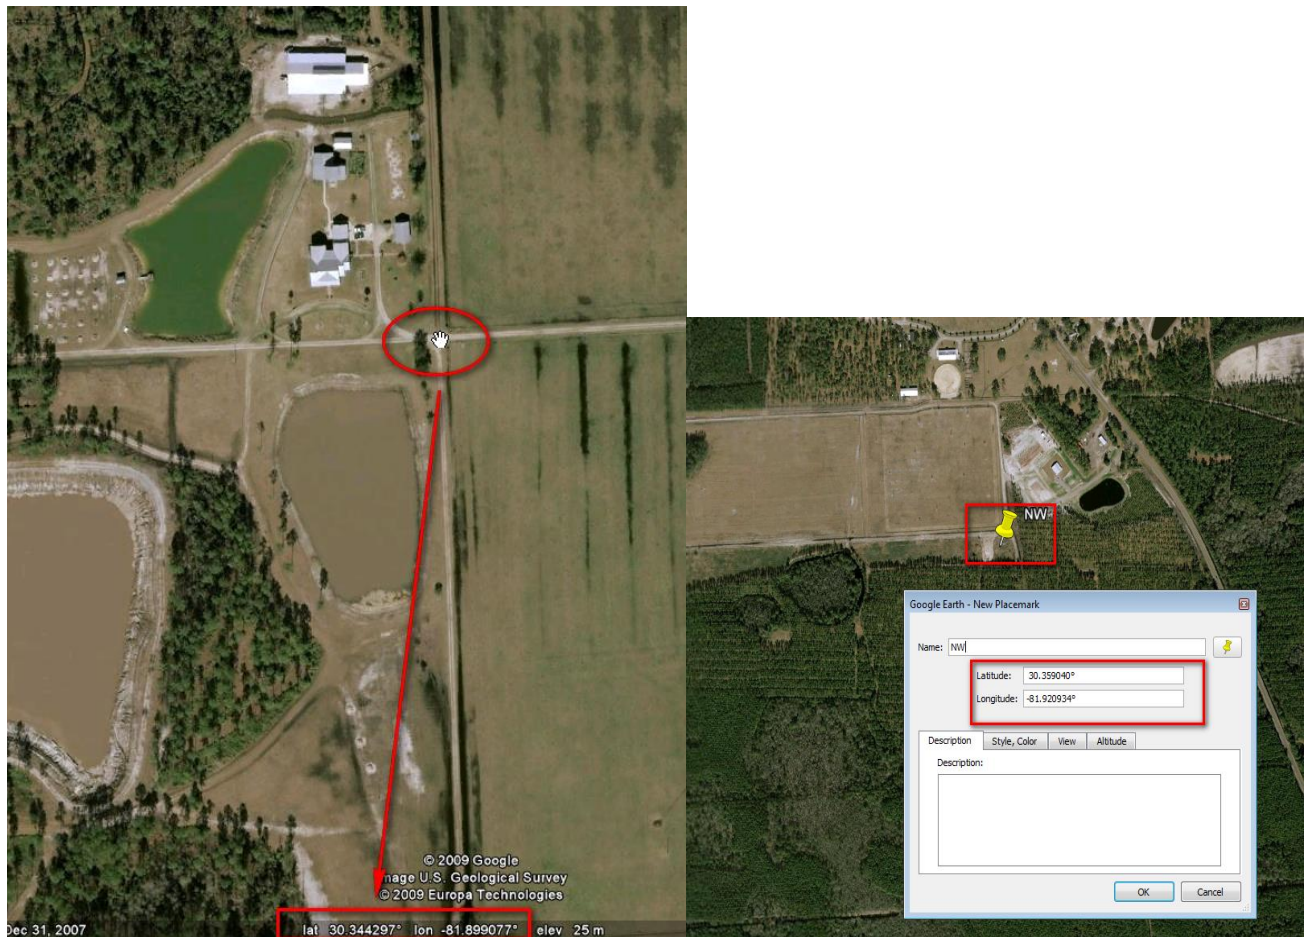 © 2009 Google
mage U.S. Geological Survey
© 2009 Europa Technologies
Dec 31, 2007 lat 30.344297° lon -81.899077° elev 25 m
NW
Google Earth - New Placemark
Name: NW
Latitude: 30.359040°
Longitude: -81.920934°
Description Style, Color View Altitude
Description:
OK Cancel